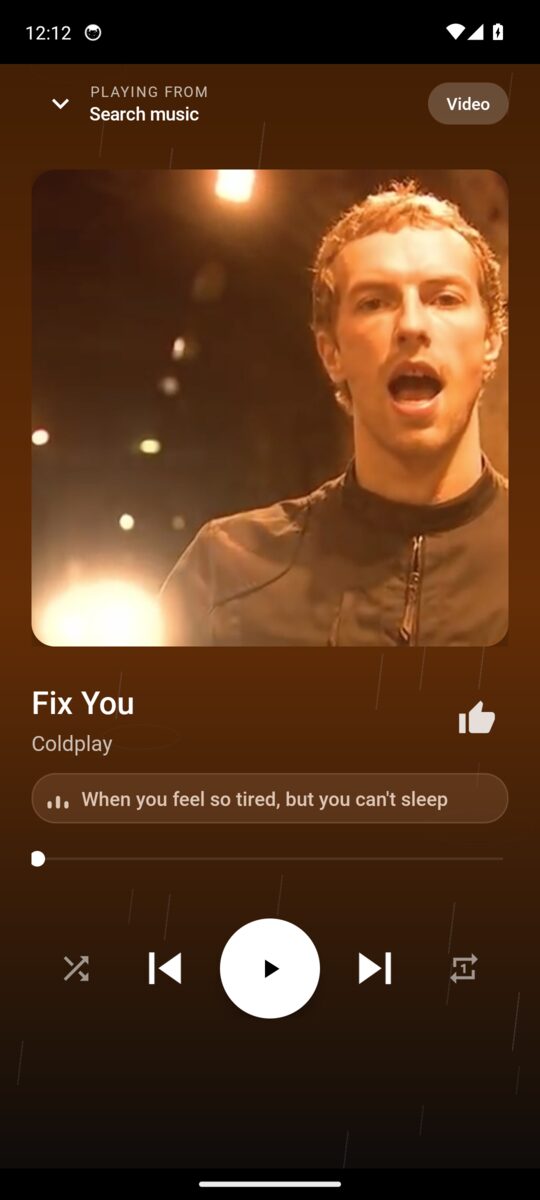 12:12
PLAYING FROM
Search music
Video
Fix You
Coldplay
When you feel so tired, but you can't sleep
1